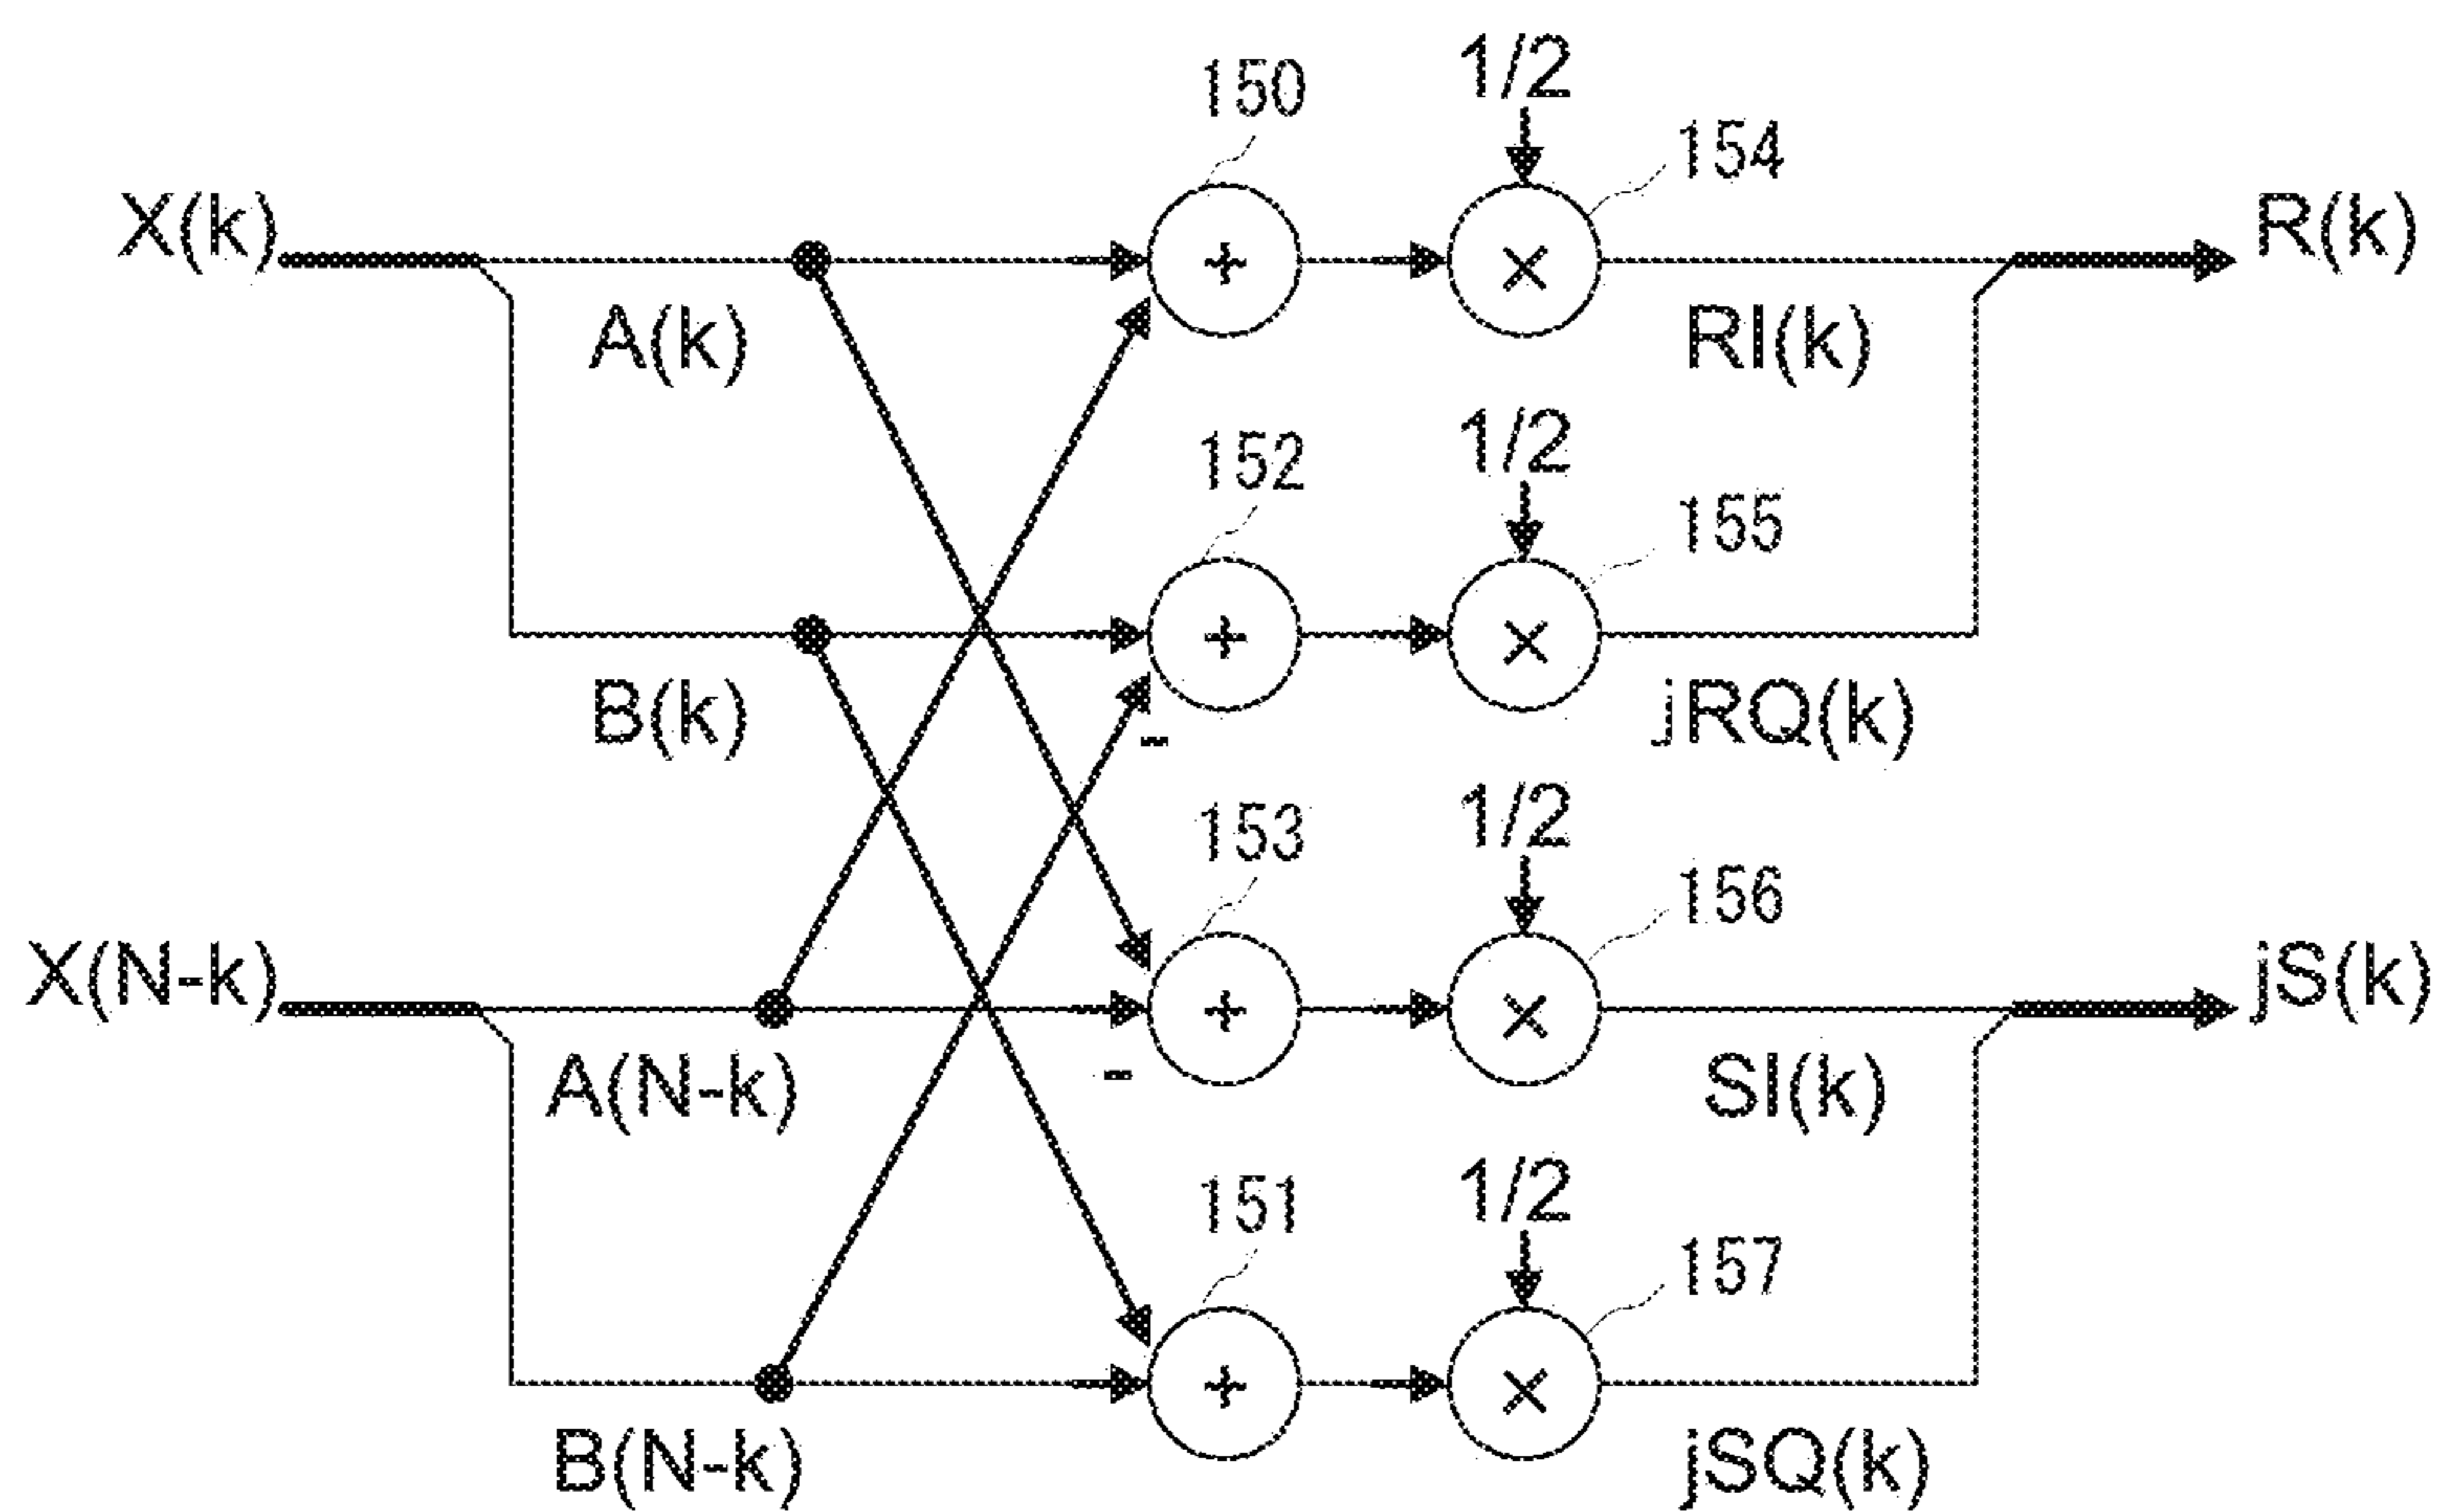 150
1/2
154
X(k)
R(k)
+
×
A(k)
RI(k)
152
1/2
155
+
×
B(k)
-
jRQ(k)
153
1/2
156
X(N-k)
jS(k)
+
×
A(N-k)
-
SI(k)
151
1/2
157
+
×
B(N-k)
jSQ(k)